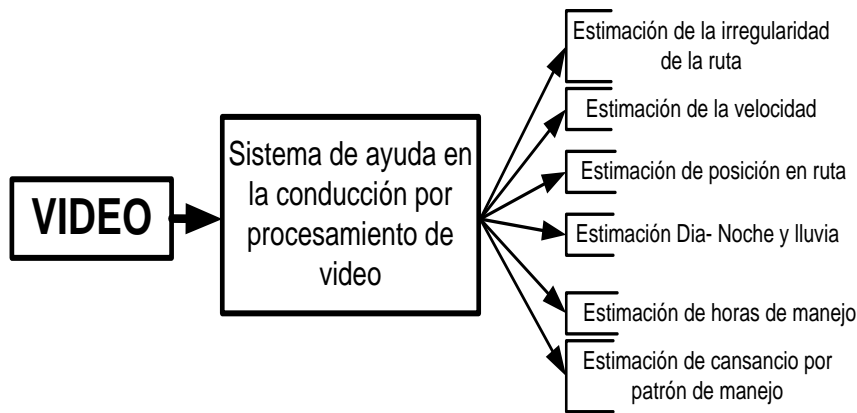 VIDEO
Sistema de ayuda en
la conducción por
procesamiento de
video
Estimación de la irregularidad
de la ruta
Estimación de la velocidad
Estimación de posición en ruta
Estimación Dia- Noche y lluvia
Estimación de horas de manejo
Estimación de cansancio por
patrón de manejo